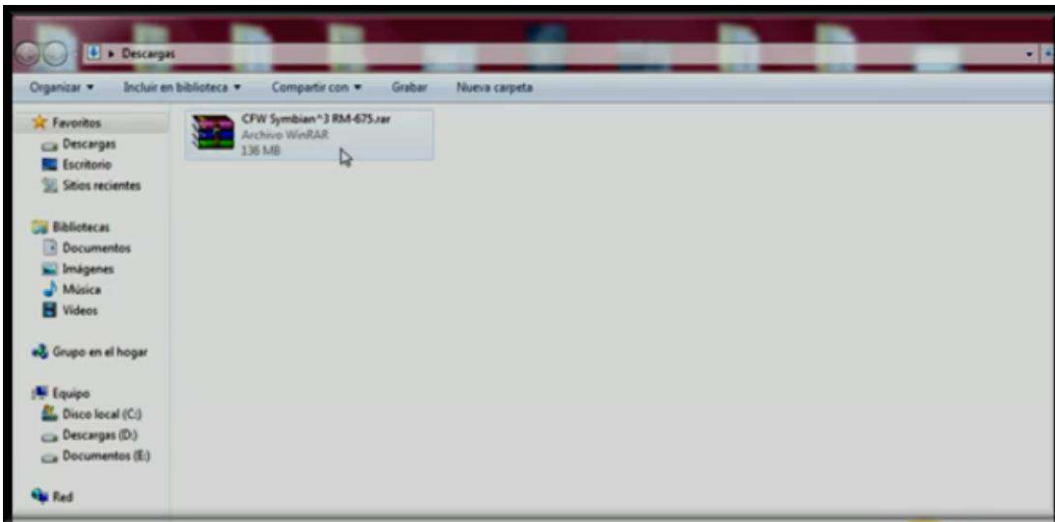 Descargas
Organizar Incluir en biblioteca Compartir con Grabar Nueva carpeta
Favoritos
Descargas
Escritorio
Sitios recientes
Bibliotecas
Documentos
Imágenes
Música
Vídeos
Grupo en el hogar
Equipo
Disco local (C:)
Descargas (D:)
Documentos (E:)
Red
CFW Symbian^3 RM-675.rar
Archivo WinRAR
136 MB